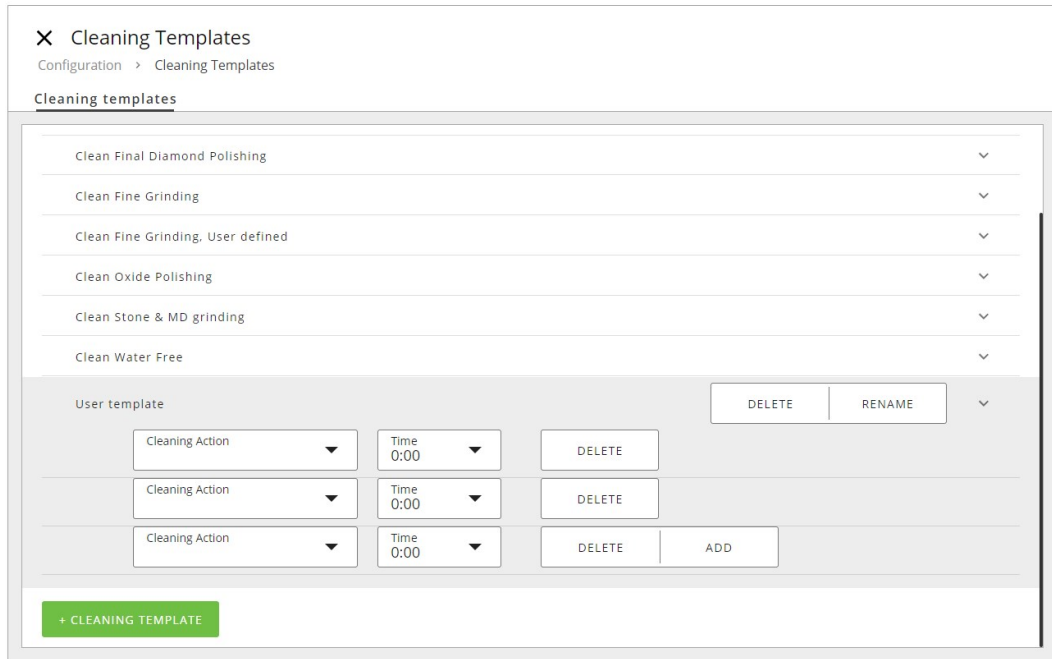 Cleaning Templates
Configuration > Cleaning Templates
Cleaning templates
Clean Final Diamond Polishing
Clean Fine Grinding
Clean Fine Grinding, User defined
Clean Oxide Polishing
Clean Stone & MD grinding
Clean Water Free
User template DELETE RENAME
Cleaning Action Time 0:00 DELETE
Cleaning Action Time 0:00 DELETE
Cleaning Action Time 0:00 DELETE ADD
+ CLEANING TEMPLATE